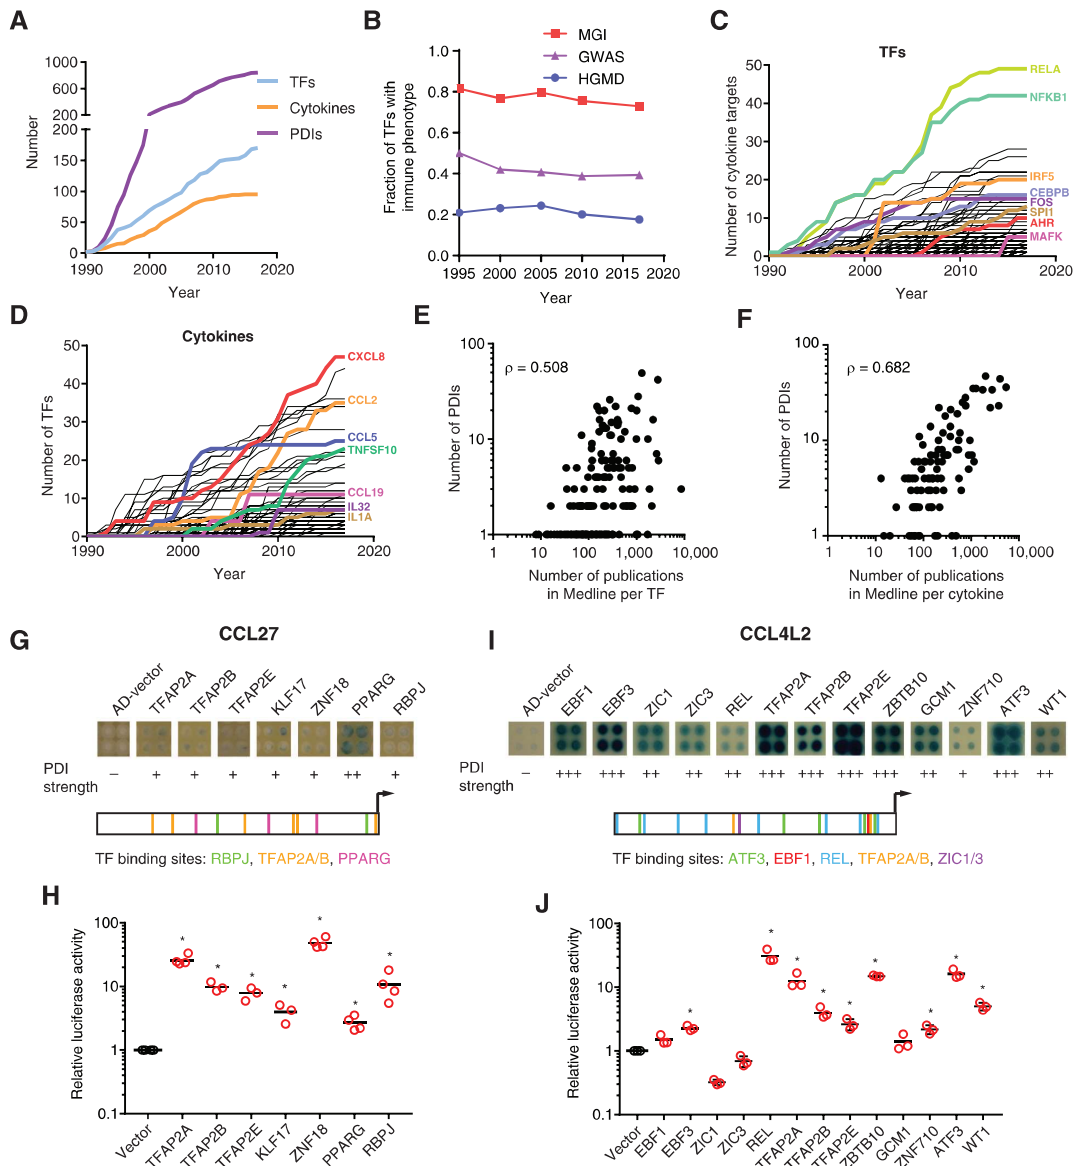 A
1000
600
200
200
150
100
50
0
1990
2000
2010
2020
Number
Year
TFs
Cytokines
PDIs
B
MGI
GWAS
HGMD
1.0
0.8
0.6
0.4
0.2
0.0
1995
2000
2005
2010
2015
2020
Fraction of TFs with
immune phenotype
Year
C
TFs
50
40
30
20
10
0
1990
2000
2010
2020
Number of cytokine targets
Year
RELA
NFKB1
IRF5
CEBPB
FOS
SPI1
AHR
MAFK
D
Cytokines
50
40
30
20
10
0
1990
2000
2010
2020
Number of TFs
Year
CXCL8
CCL2
CCL5
TNFSF10
CCL19
IL32
IL1A
E
ρ = 0.508
100
10
1
1
10
100
1,000
10,000
Number of PDIs
Number of publications
in Medline per TF
F
ρ = 0.682
100
10
1
1
10
100
1,000
10,000
Number of PDIs
Number of publications
in Medline per cytokine
G
CCL27
AD-vector
TFAP2A
TFAP2B
TFAP2E
KLF17
ZNF18
PPARG
RBPJ
PDI
strength
– + + + + + ++ +
TF binding sites: RBPJ, TFAP2A/B, PPARG
I
CCL4L2
AD-vector
EBF1
EBF3
ZIC1
ZIC3
REL
TFAP2A
TFAP2B
TFAP2E
ZBTB10
GCM1
ZNF710
ATF3
WT1
PDI
strength
– +++ +++ ++ ++ ++ +++ +++ +++ +++ ++ + +++ ++
TF binding sites: ATF3, EBF1, REL, TFAP2A/B, ZIC1/3
H
100
10
1
0.1
Relative luciferase activity
* * * * * * *
Vector
TFAP2A
TFAP2B
TFAP2E
KLF17
ZNF18
PPARG
RBPJ
J
100
10
1
0.1
Relative luciferase activity
* * * * * * * * *
Vector
EBF1
EBF3
ZIC1
ZIC3
REL
TFAP2A
TFAP2B
TFAP2E
ZBTB10
GCM1
ZNF710
ATF3
WT1